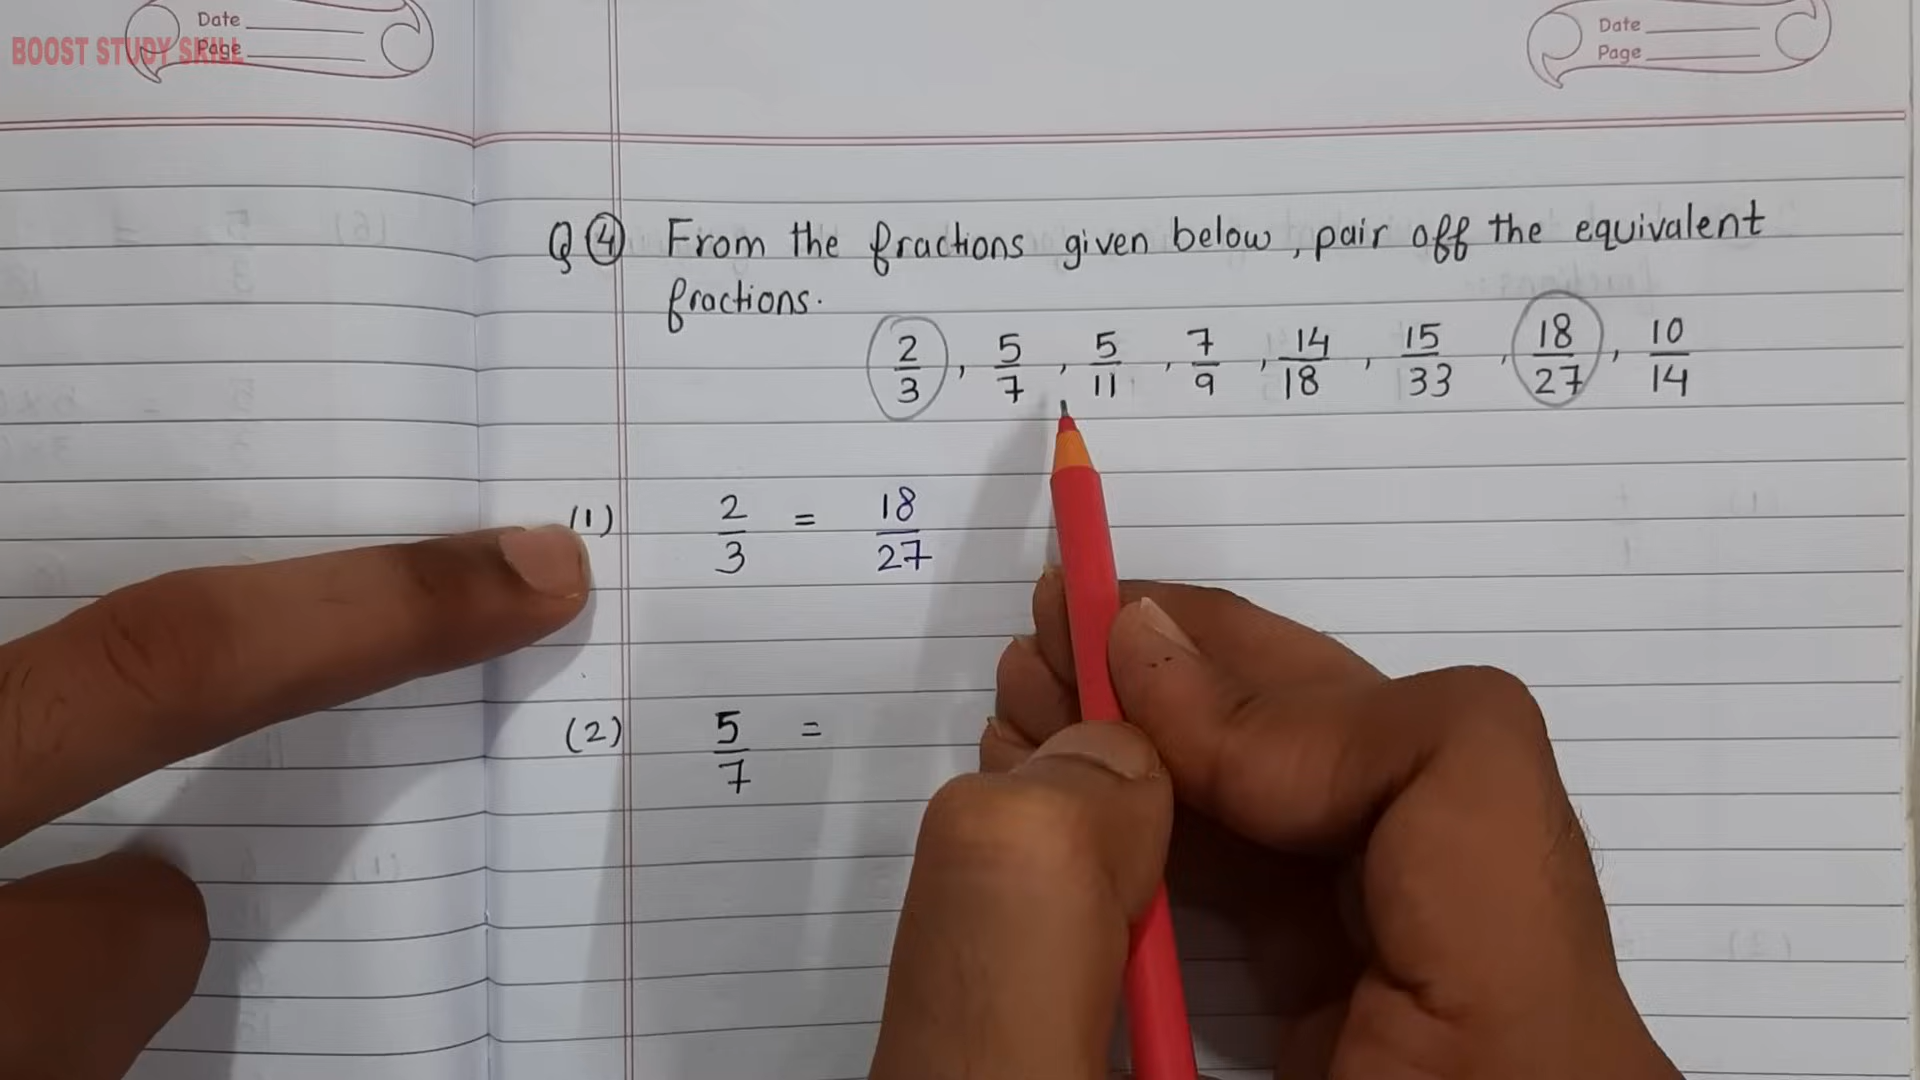 BOOST STUDY SKILL
Date
Page
Date
Page
Q ④ From the fractions given below, pair off the equivalent
fractions.
2/3, 5/7, 5/11, 7/9, 14/18, 15/33, 18/27, 10/14
(1) 2/3 = 18/27
(2) 5/7 =